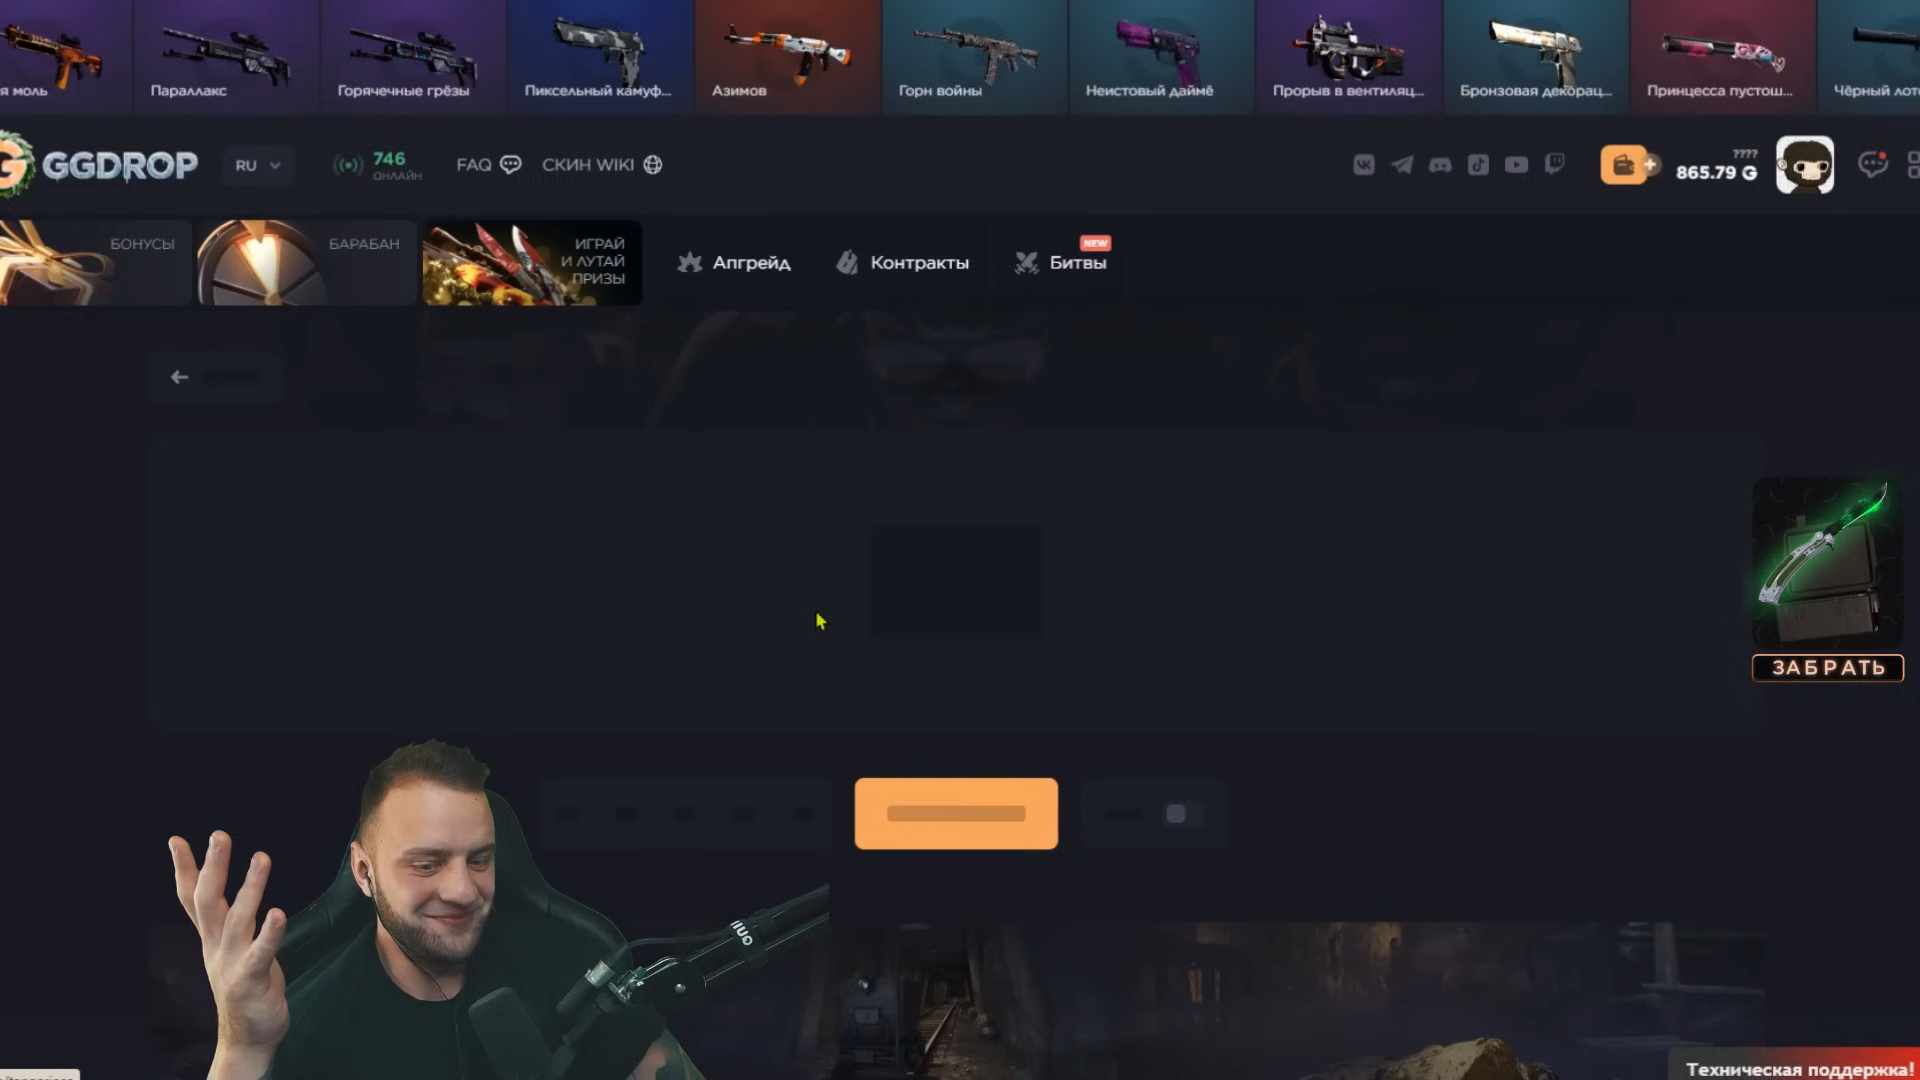 я моль
Параллакс
Горячечные грёзы
Пиксельный камуф...
Азимов
Горн войны
Неистовый даймё
Прорыв в вентиляц...
Бронзовая декорац...
Принцесса пустош...
Чёрный лот
GGDROP
RU
746
ОНЛАЙН
FAQ
СКИН WIKI
????
865.79 G
БОНУСЫ
БАРАБАН
ИГРАЙ
И ЛУТАЙ
ПРИЗЫ
Апгрейд
Контракты
Битвы
NEW
ЗАБРАТЬ
Техническая поддержка!